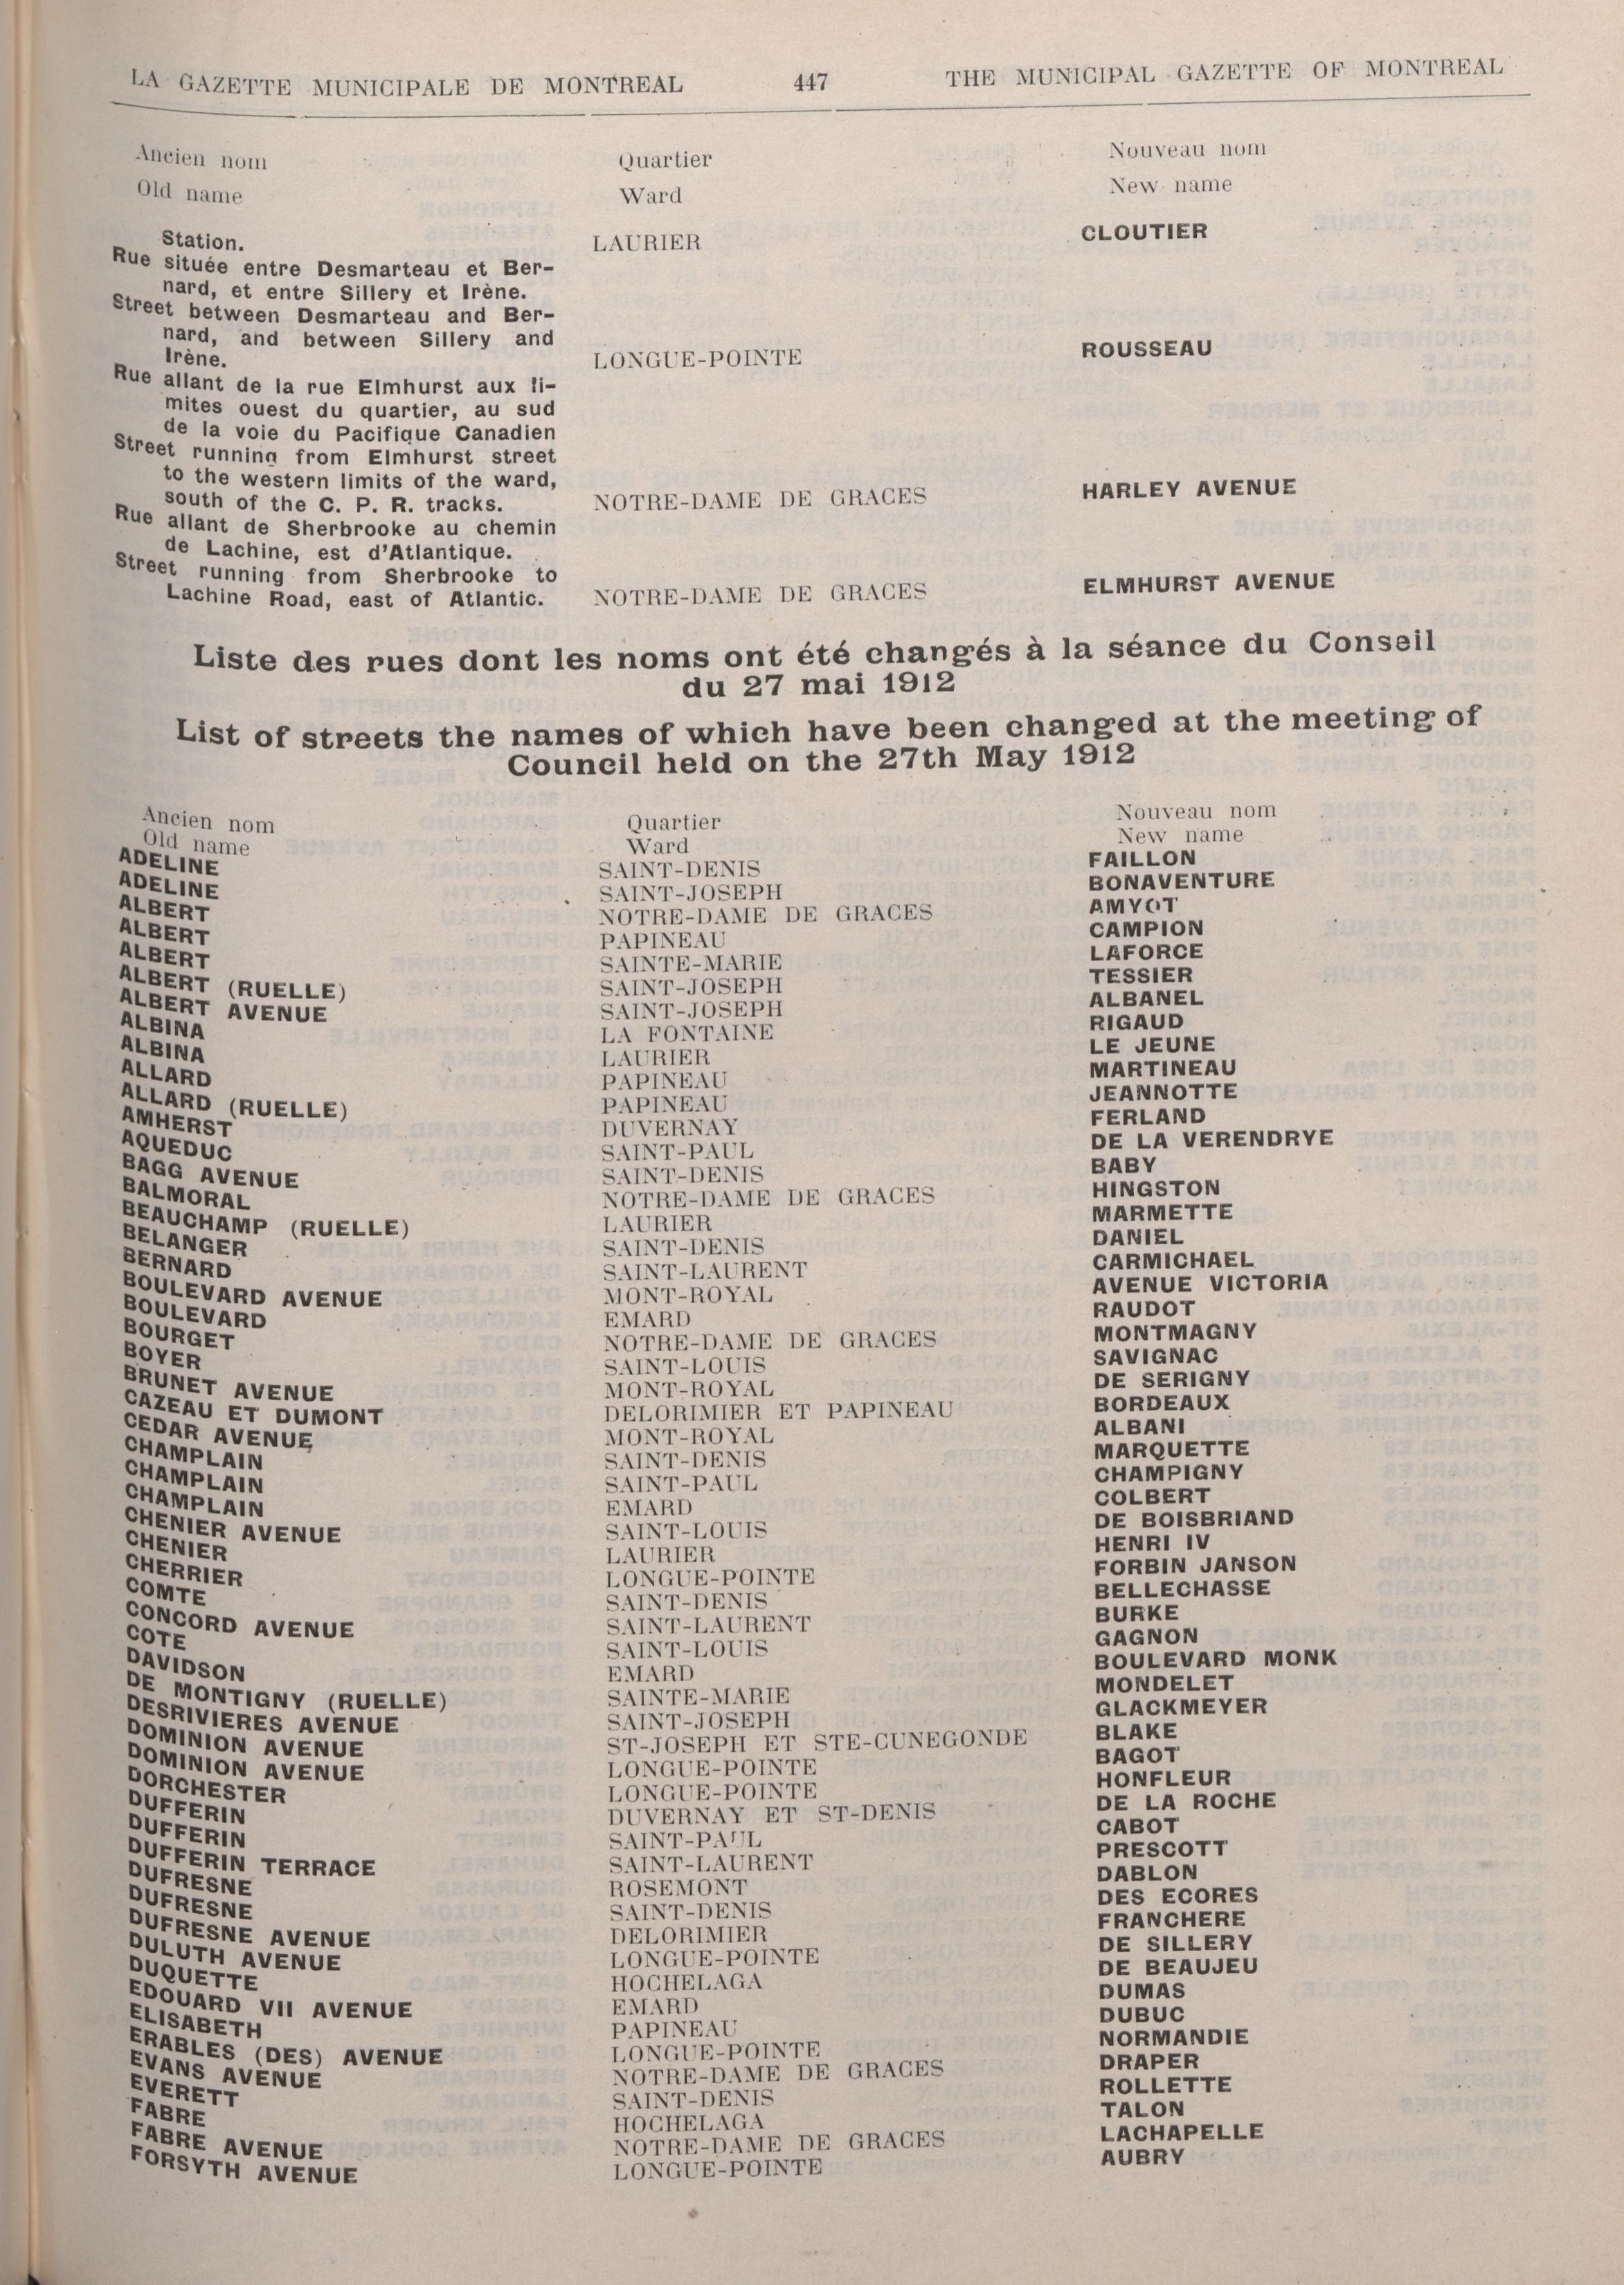 LA GAZETTE MUNICIPALE DE MONTREAL 447 THE MUNICIPAL GAZETTE OF MONTREAL
Ancien nom Quartier Nouveau nom
Old name Ward New name
Station. LAURIER CLOUTIER
Rue située entre Desmarteau et Ber-
nard, et entre Sillery et Irène.
Street between Desmarteau and Ber-
nard, and between Sillery and
Irène. LONGUE-POINTE ROUSSEAU
Rue allant de la rue Elmhurst aux li-
mites ouest du quartier, au sud
de la voie du Pacifique Canadien
Street running from Elmhurst street
to the western limits of the ward,
south of the C. P. R. tracks. NOTRE-DAME DE GRACES HARLEY AVENUE
Rue allant de Sherbrooke au chemin
de Lachine, est d'Atlantique.
Street running from Sherbrooke to
Lachine Road, east of Atlantic. NOTRE-DAME DE GRACES ELMHURST AVENUE
Liste des rues dont les noms ont été changés à la séance du Conseil
du 27 mai 1912
List of streets the names of which have been changed at the meeting of
Council held on the 27th May 1912
Ancien nom Quartier Nouveau nom
Old name Ward New name
ADELINE SAINT-DENIS FAILLON
ADELINE SAINT-JOSEPH BONAVENTURE
ALBERT NOTRE-DAME DE GRACES AMYOT
ALBERT PAPINEAU CAMPION
ALBERT SAINTE-MARIE LAFORCE
ALBERT (RUELLE) SAINT-JOSEPH TESSIER
ALBERT AVENUE SAINT-JOSEPH ALBANEL
ALBINA LA FONTAINE RIGAUD
ALBINA LAURIER LE JEUNE
ALLARD PAPINEAU MARTINEAU
ALLARD (RUELLE) PAPINEAU JEANNOTTE
AMHERST DUVERNAY FERLAND
AQUEDUC SAINT-PAUL DE LA VERENDRYE
BAGG AVENUE SAINT-DENIS BABY
BALMORAL NOTRE-DAME DE GRACES HINGSTON
BEAUCHAMP (RUELLE) LAURIER MARMETTE
BELANGER SAINT-DENIS DANIEL
BERNARD SAINT-LAURENT CARMICHAEL
BOULEVARD AVENUE MONT-ROYAL AVENUE VICTORIA
BOULEVARD EMARD RAUDOT
BOURGET NOTRE-DAME DE GRACES MONTMAGNY
BOYER SAINT-LOUIS SAVIGNAC
BRUNET AVENUE MONT-ROYAL DE SERIGNY
CAZEAU ET DUMONT DELORIMIER ET PAPINEAU BORDEAUX
CEDAR AVENUE MONT-ROYAL ALBANI
CHAMPLAIN SAINT-DENIS MARQUETTE
CHAMPLAIN SAINT-PAUL CHAMPIGNY
CHAMPLAIN EMARD COLBERT
CHENIER AVENUE SAINT-LOUIS DE BOISBRIAND
CHENIER LAURIER HENRI IV
CHERRIER LONGUE-POINTE FORBIN JANSON
COMTE SAINT-DENIS BELLECHASSE
CONCORD AVENUE SAINT-LAURENT BURKE
COTE SAINT-LOUIS GAGNON
DAVIDSON EMARD BOULEVARD MONK
DE MONTIGNY (RUELLE) SAINTE-MARIE MONDELET
DESRIVIERES AVENUE SAINT-JOSEPH GLACKMEYER
DOMINION AVENUE ST-JOSEPH ET STE-CUNEGONDE BLAKE
DOMINION AVENUE LONGUE-POINTE BAGOT
DORCHESTER LONGUE-POINTE HONFLEUR
DUFFERIN DUVERNAY ET ST-DENIS DE LA ROCHE
DUFFERIN SAINT-PAUL CABOT
DUFFERIN TERRACE SAINT-LAURENT PRESCOTT
DUFRESNE ROSEMONT DABLON
DUFRESNE SAINT-DENIS DES ECORES
DUFRESNE AVENUE DELORIMIER FRANCHERE
DULUTH AVENUE LONGUE-POINTE DE SILLERY
DUQUETTE HOCHELAGA DE BEAUJEU
EDOUARD VII AVENUE EMARD DUMAS
ELISABETH PAPINEAU DUBUC
ERABLES (DES) AVENUE LONGUE-POINTE NORMANDIE
EVANS AVENUE NOTRE-DAME DE GRACES DRAPER
EVERETT SAINT-DENIS ROLLETTE
FABRE HOCHELAGA TALON
FABRE AVENUE NOTRE-DAME DE GRACES LACHAPELLE
FORSYTH AVENUE LONGUE-POINTE AUBRY